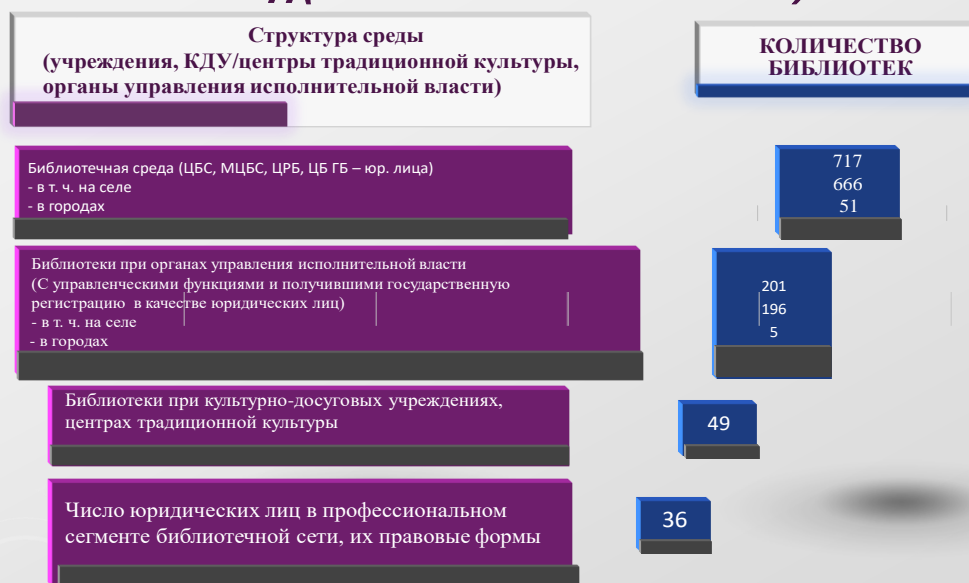 Структура среды
(учреждения, КДУ/центры традиционной культуры,
органы управления исполнительной власти)
КОЛИЧЕСТВО
БИБЛИОТЕК
Библиотечная среда (ЦБС, МЦБС, ЦРБ, ЦБ ГБ – юр. лица)
- в т. ч. на селе
- в городах
717
666
51
Библиотеки при органах управления исполнительной власти
(С управленческими функциями и получившими государственную
регистрацию в качестве юридических лиц)
- в т. ч. на селе
- в городах
201
196
5
Библиотеки при культурно-досуговых учреждениях,
центрах традиционной культуры
49
Число юридических лиц в профессиональном
сегменте библиотечной сети, их правовые формы
36